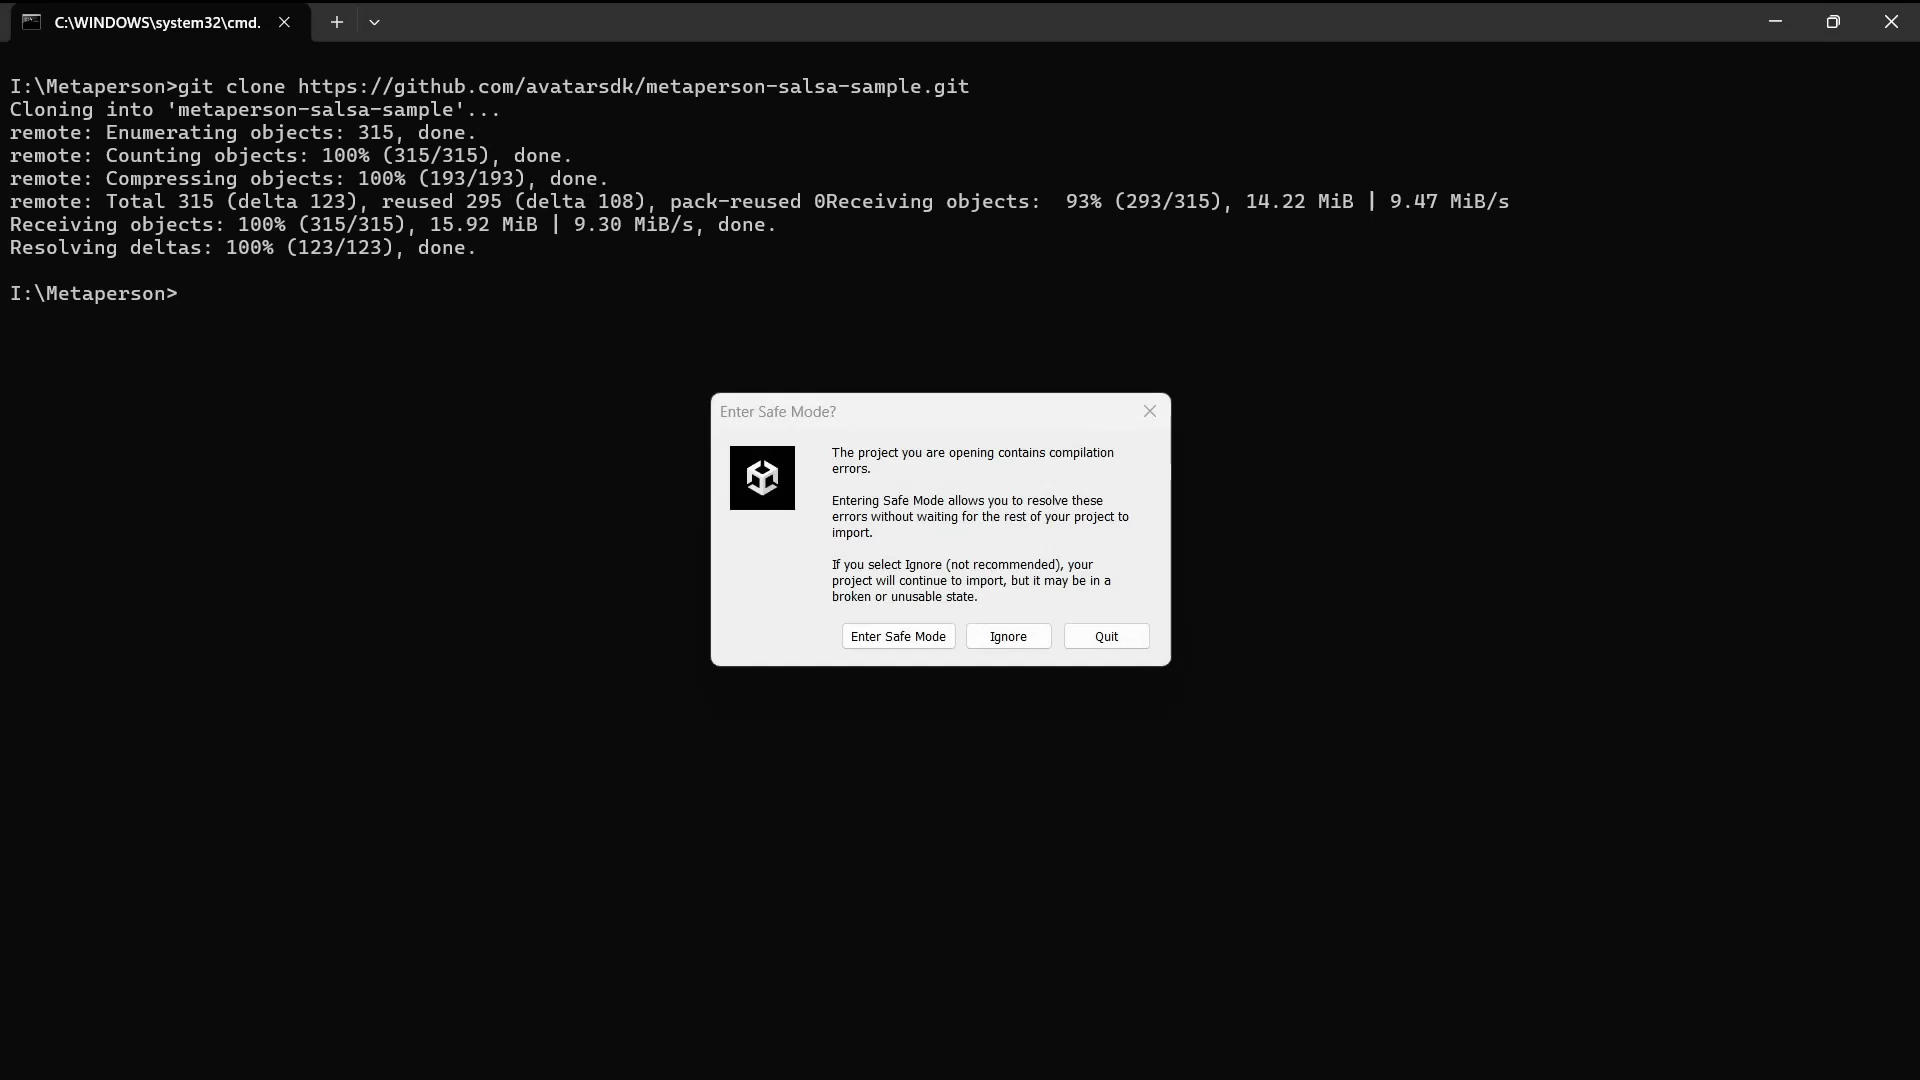 C:\WINDOWS\system32\cmd.
I:\Metaperson>git clone https://github.com/avatarsdk/metaperson-salsa-sample.git
Cloning into 'metaperson-salsa-sample'...
remote: Enumerating objects: 315, done.
remote: Counting objects: 100% (315/315), done.
remote: Compressing objects: 100% (193/193), done.
remote: Total 315 (delta 123), reused 295 (delta 108), pack-reused 0Receiving objects:  93% (293/315), 14.22 MiB | 9.47 MiB/s
Receiving objects: 100% (315/315), 15.92 MiB | 9.30 MiB/s, done.
Resolving deltas: 100% (123/123), done.
I:\Metaperson>
Enter Safe Mode?
The project you are opening contains compilation
errors.
Entering Safe Mode allows you to resolve these
errors without waiting for the rest of your project to
import.
If you select Ignore (not recommended), your
project will continue to import, but it may be in a
broken or unusable state.
Enter Safe Mode
Ignore
Quit